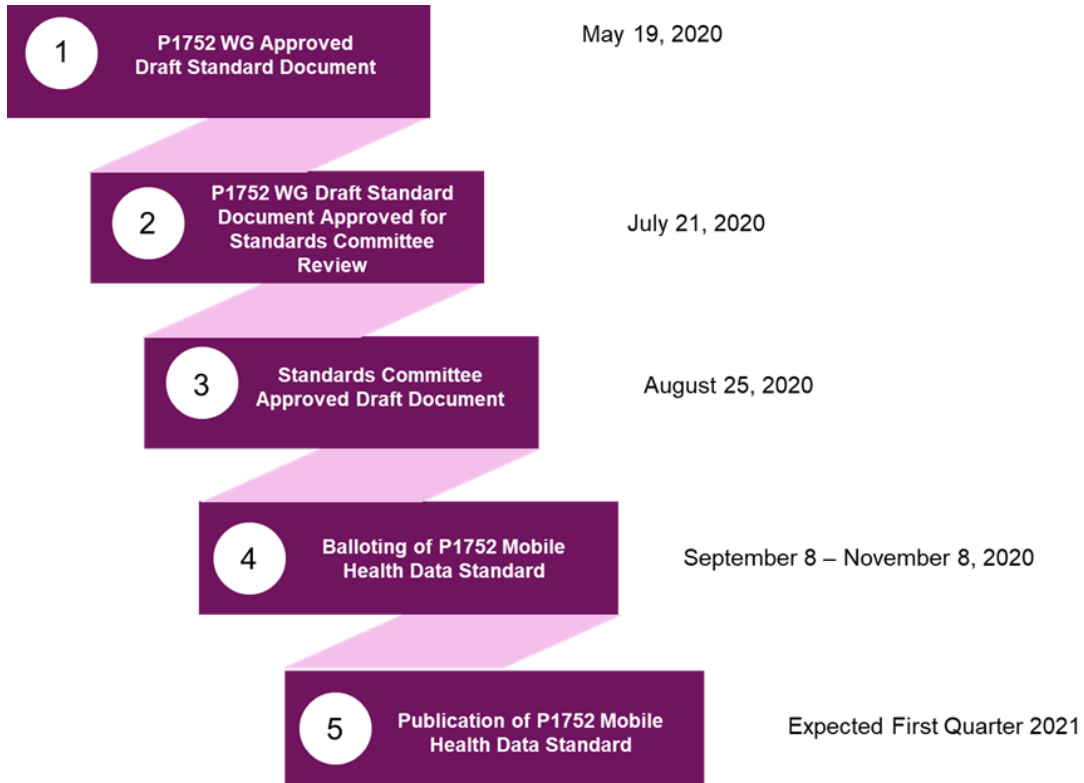 1
P1752 WG Approved
Draft Standard Document
May 19, 2020
2
P1752 WG Draft Standard
Document Approved for
Standards Committee
Review
July 21, 2020
3
Standards Committee
Approved Draft Document
August 25, 2020
4
Balloting of P1752 Mobile
Health Data Standard
September 8 – November 8, 2020
5
Publication of P1752 Mobile
Health Data Standard
Expected First Quarter 2021